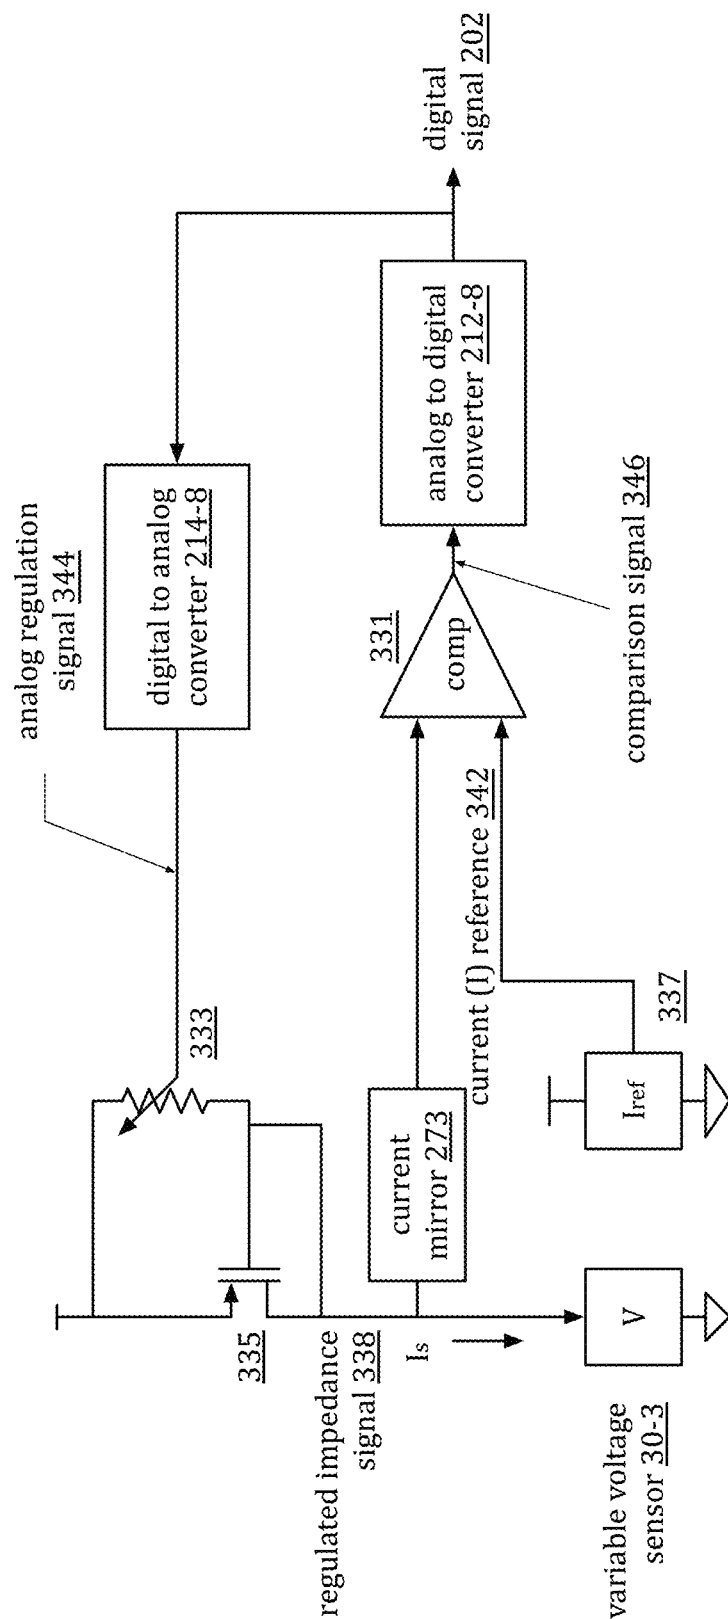 analog regulation
signal 344
digital to analog
converter 214-8
333
335
regulated impedance
signal 338
Is
current
mirror 273
331
comp
analog to digital
converter 212-8
digital
signal 202
current (I) reference 342
comparison signal 346
337
Iref
V
variable voltage
sensor 30-3